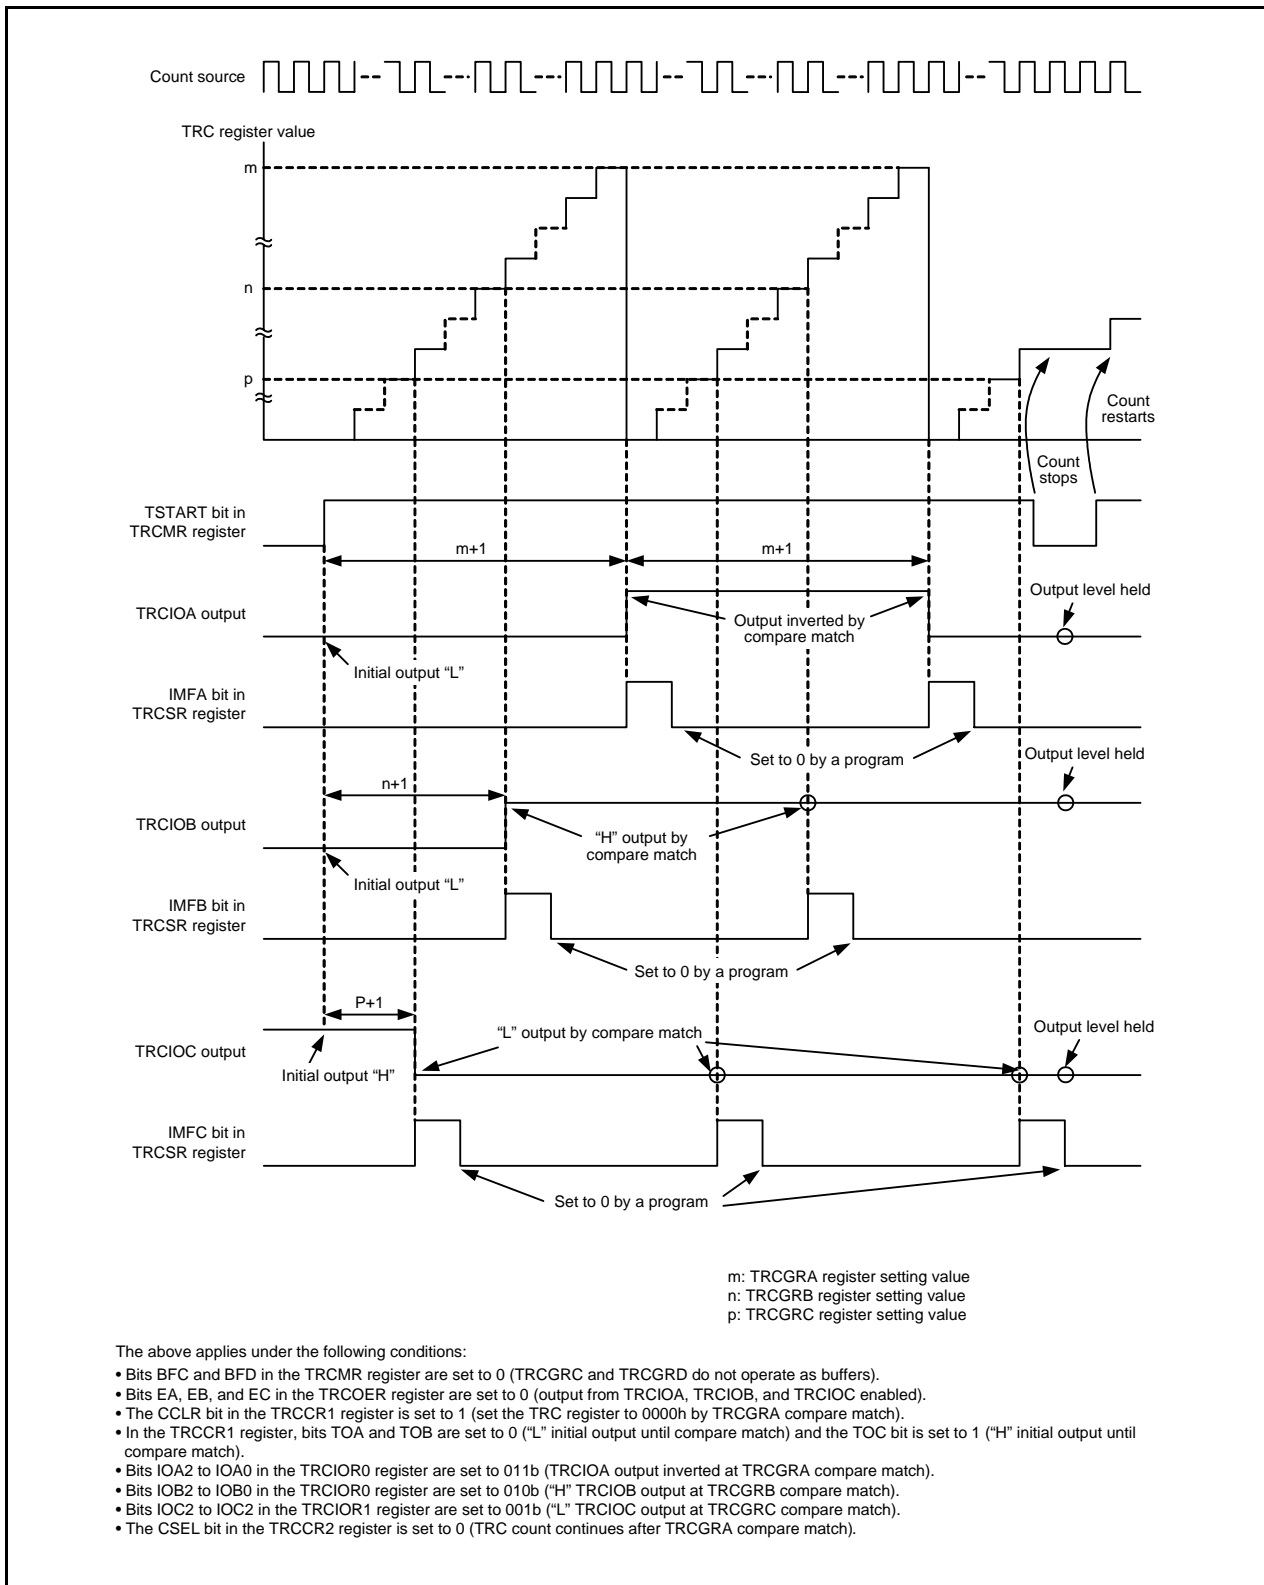 Count source
TRC register value
m
n
p
Count
restarts
Count
stops
TSTART bit in
TRCMR register
m+1
m+1
Output level held
TRCIOA output
Output inverted by
compare match
Initial output “L”
IMFA bit in
TRCSR register
Set to 0 by a program
Output level held
n+1
TRCIOB output
“H” output by
compare match
Initial output “L”
IMFB bit in
TRCSR register
Set to 0 by a program
P+1
“L” output by compare match
Output level held
TRCIOC output
Initial output “H”
IMFC bit in
TRCSR register
Set to 0 by a program
m: TRCGRA register setting value
n: TRCGRB register setting value
p: TRCGRC register setting value
The above applies under the following conditions:
• Bits BFC and BFD in the TRCMR register are set to 0 (TRCGRC and TRCGRD do not operate as buffers).
• Bits EA, EB, and EC in the TRCOER register are set to 0 (output from TRCIOA, TRCIOB, and TRCIOC enabled).
• The CCLR bit in the TRCCR1 register is set to 1 (set the TRC register to 0000h by TRCGRA compare match).
• In the TRCCR1 register, bits TOA and TOB are set to 0 (“L” initial output until compare match) and the TOC bit is set to 1 (“H” initial output until
compare match).
• Bits IOA2 to IOA0 in the TRCIOR0 register are set to 011b (TRCIOA output inverted at TRCGRA compare match).
• Bits IOB2 to IOB0 in the TRCIOR0 register are set to 010b (“H” TRCIOB output at TRCGRB compare match).
• Bits IOC2 to IOC2 in the TRCIOR1 register are set to 001b (“L” TRCIOC output at TRCGRC compare match).
• The CSEL bit in the TRCCR2 register is set to 0 (TRC count continues after TRCGRA compare match).